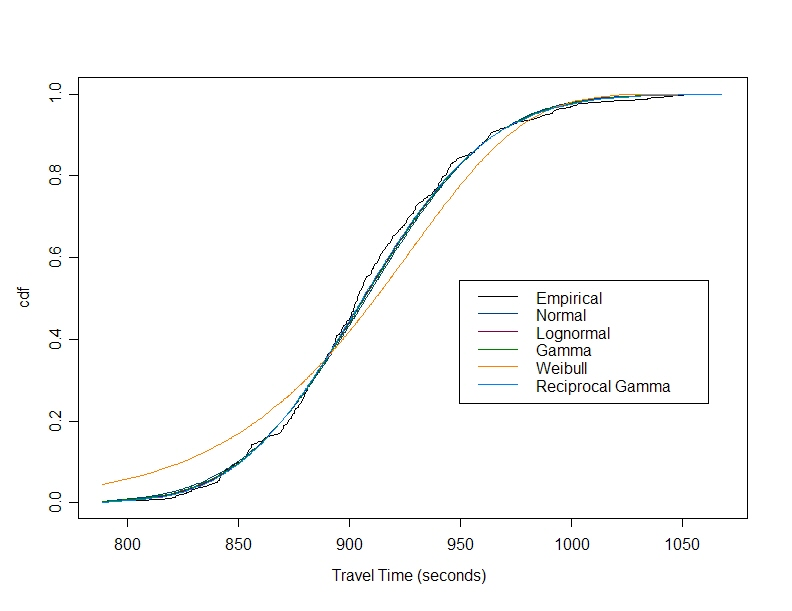 1.0
0.8
0.6
0.4
0.2
0.0
cdf
Empirical
Normal
Lognormal
Gamma
Weibull
Reciprocal Gamma
800 850 900 950 1000 1050
Travel Time (seconds)